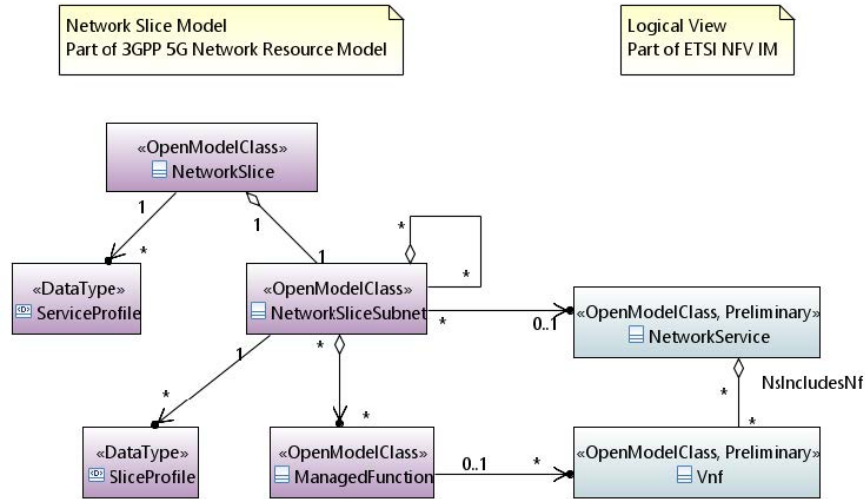 Network Slice Model
Part of 3GPP 5G Network Resource Model
Logical View
Part of ETSI NFV IM
«OpenModelClass»
NetworkSlice
1
*
1
1
*
*
«DataType»
ServiceProfile
«OpenModelClass»
NetworkSliceSubnet
*
0..1
«OpenModelClass, Preliminary»
NetworkService
1
*
*
*
NsIncludesNf
*
*
«DataType»
SliceProfile
«OpenModelClass»
ManagedFunction
0..1
*
«OpenModelClass, Preliminary»
Vnf